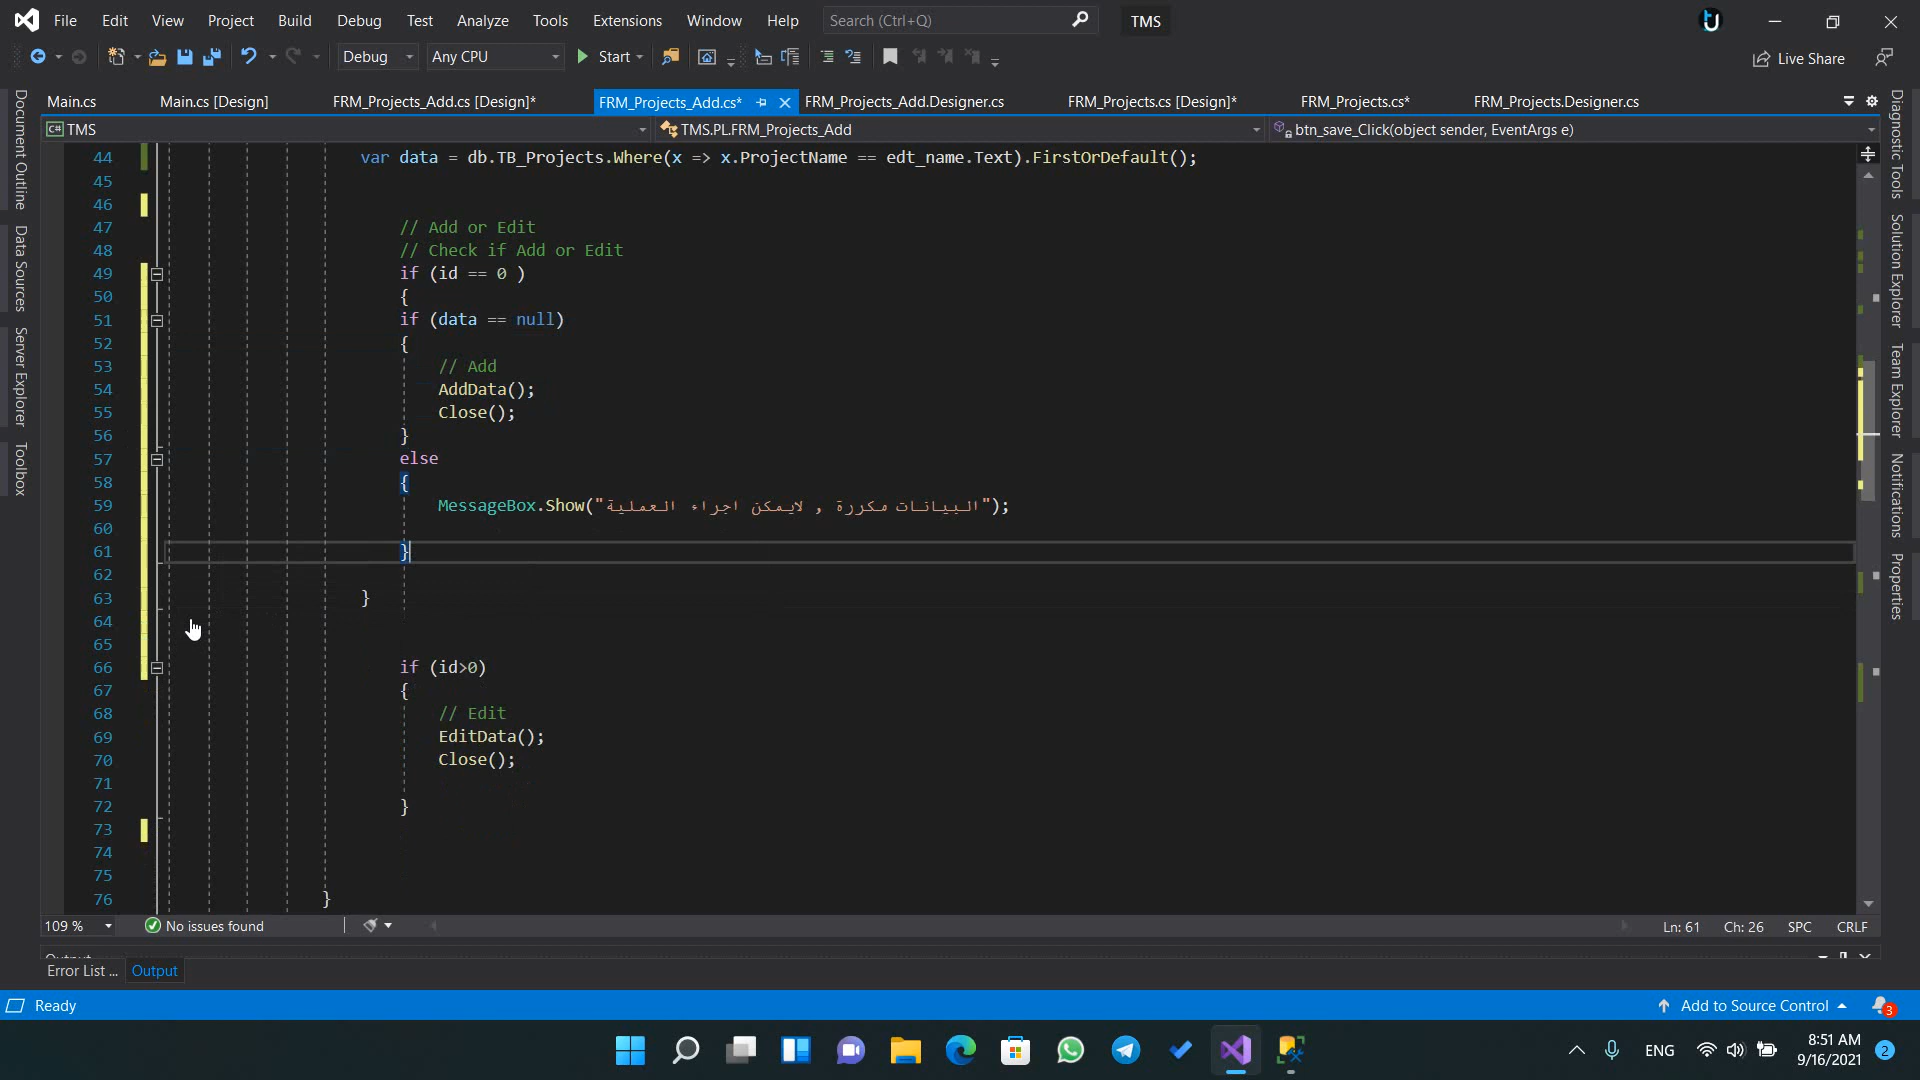 File Edit View Project Build Debug Test Analyze Tools Extensions Window Help Search (Ctrl+Q) TMS
Debug Any CPU Start Live Share
Main.cs Main.cs [Design] FRM_Projects_Add.cs [Design]* FRM_Projects_Add.cs* FRM_Projects_Add.Designer.cs FRM_Projects.cs [Design]* FRM_Projects.cs* FRM_Projects.Designer.cs
C# TMS TMS.PL.FRM_Projects_Add btn_save_Click(object sender, EventArgs e)
Document Outline
Data Sources
Server Explorer
Toolbox
44 var data = db.TB_Projects.Where(x => x.ProjectName == edt_name.Text).FirstOrDefault();
45
46
47 // Add or Edit
48 // Check if Add or Edit
49 if (id == 0 )
50 {
51 if (data == null)
52 {
53 // Add
54 AddData();
55 Close();
56 }
57 else
58 {
59 MessageBox.Show("البيانات مكررة , لايمكن اجراء العملية");
60
61 }
62
63 }
64
65
66 if (id>0)
67 {
68 // Edit
69 EditData();
70 Close();
71
72 }
73
74
75
76 }
Diagnostic Tools
Solution Explorer
Team Explorer
Notifications
Properties
109 % No issues found Ln: 61 Ch: 26 SPC CRLF
Output
Error List ... Output
Ready Add to Source Control 3
ENG 8:51 AM
9/16/2021 2